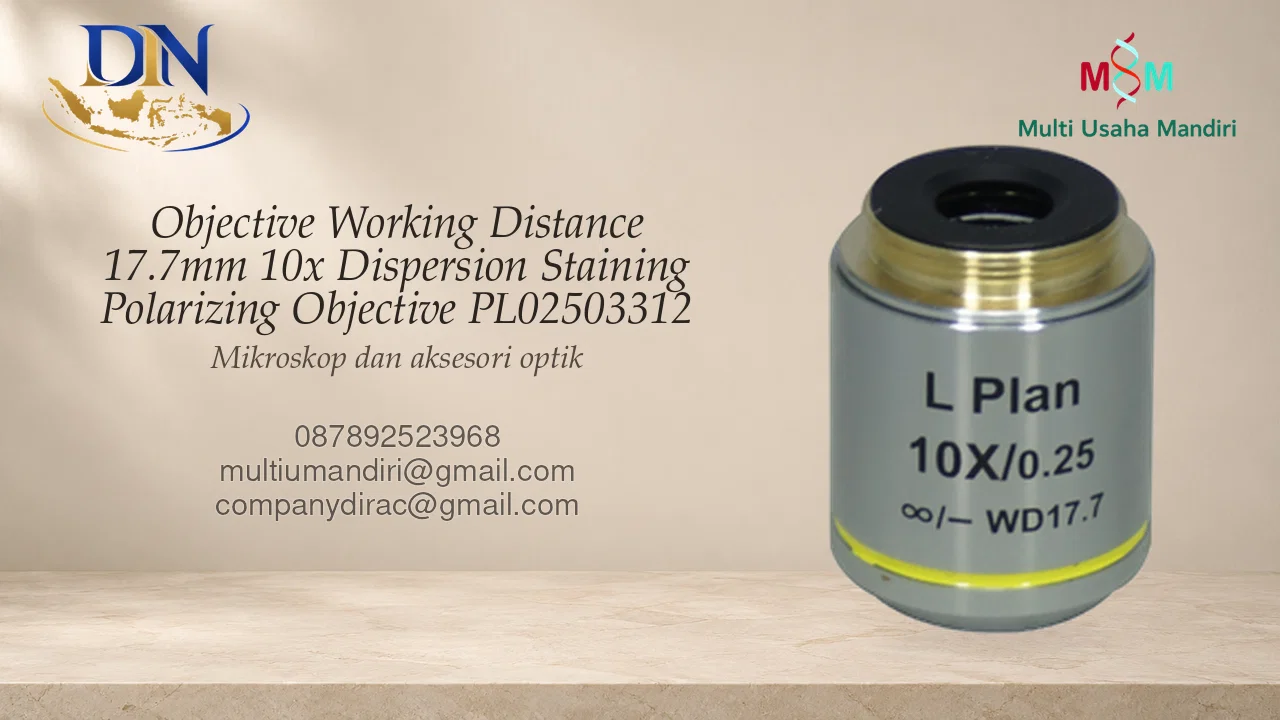 DIN
MSM
Multi Usaha Mandiri
Objective Working Distance
17.7mm 10x Dispersion Staining
Polarizing Objective PL02503312
Mikroskop dan aksesori optik
087892523968
multiumandiri@gmail.com
companydirac@gmail.com
L Plan
10X/0.25
∞/– WD17.7